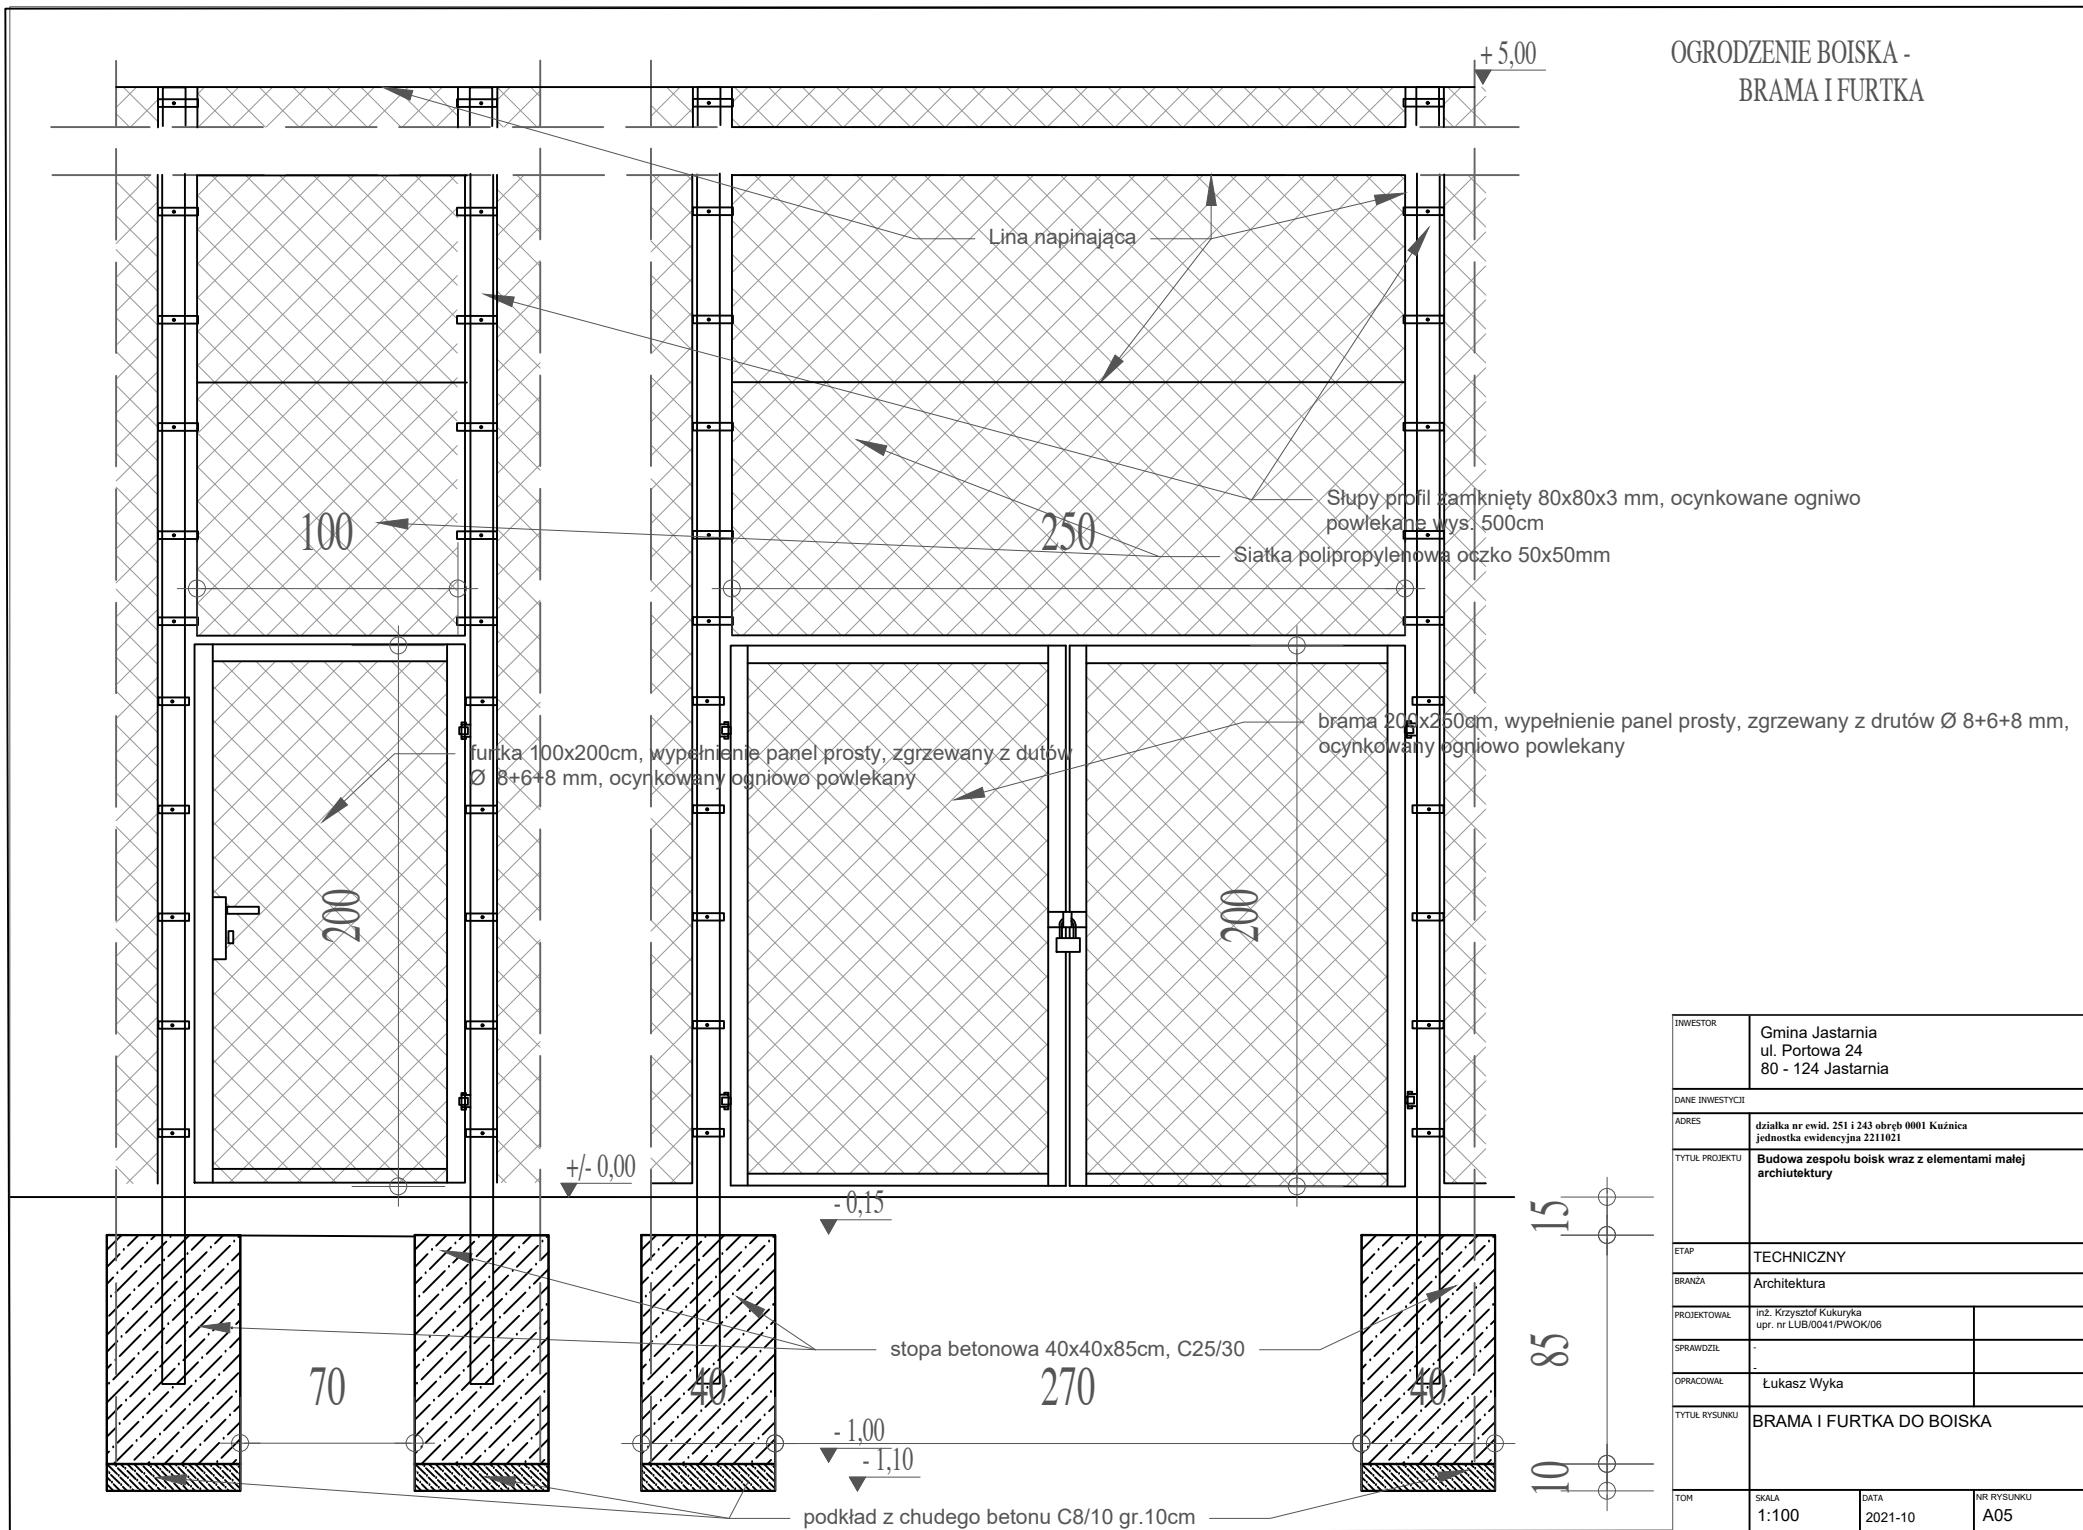 OGRODZENIE BOISKA -
BRAMA I FURTKA
+ 5,00
Lina napinająca
100
250
Słupy profil zamknięty 80x80x3 mm, ocynkowane ogniwo
powlekane wys. 500cm
Siatka polipropylenowa oczko 50x50mm
furtka 100x200cm, wypełnienie panel prosty, zgrzewany z dutów
Ø 8+6+8 mm, ocynkowany ogniowo powlekany
brama 200x250cm, wypełnienie panel prosty, zgrzewany z drutów Ø 8+6+8 mm,
ocynkowany ogniowo powlekany
200
200
+/- 0,00
- 0,15
15
85
10
stopa betonowa 40x40x85cm, C25/30
70
40
270
40
- 1,00
- 1,10
podkład z chudego betonu C8/10 gr.10cm
INWESTOR
Gmina Jastarnia
ul. Portowa 24
80 - 124 Jastarnia
DANE INWESTYCJI
ADRES
działka nr ewid. 251 i 243 obręb 0001 Kuźnica
jednostka ewidencyjna 2211021
TYTUŁ PROJEKTU
Budowa zespołu boisk wraz z elementami małej
archiutektury
ETAP
TECHNICZNY
BRANŻA
Architektura
PROJEKTOWAŁ
inż. Krzysztof Kukuryka
upr. nr LUB/0041/PWOK/06
SPRAWDZIŁ
-
-
OPRACOWAŁ
Łukasz Wyka
TYTUŁ RYSUNKU
BRAMA I FURTKA DO BOISKA
TOM
SKALA
1:100
DATA
2021-10
NR RYSUNKU
A05